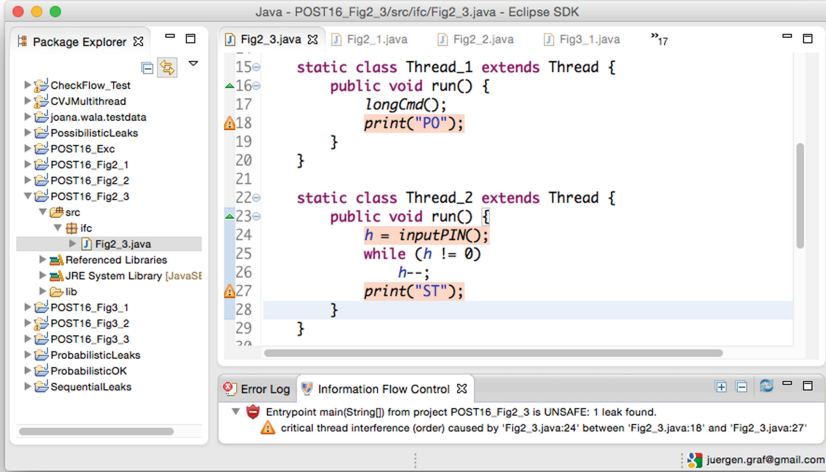 Java - POST16_Fig2_3/src/ifc/Fig2_3.java - Eclipse SDK
Package Explorer
CheckFlow_Test
CVJMultithread
joana.wala.testdata
PossibilisticLeaks
POST16_Exc
POST16_Fig2_1
POST16_Fig2_2
POST16_Fig2_3
src
ifc
Fig2_3.java
Referenced Libraries
JRE System Library [JavaSE
lib
POST16_Fig3_1
POST16_Fig3_2
POST16_Fig3_3
ProbabilisticLeaks
ProbabilisticOK
SequentialLeaks
Fig2_3.java Fig2_1.java Fig2_2.java Fig3_1.java »17
15 static class Thread_1 extends Thread {
16 public void run() {
17 longCmd();
18 print("PO");
19 }
20 }
21
22 static class Thread_2 extends Thread {
23 public void run() {
24 h = inputPIN();
25 while (h != 0)
26 h--;
27 print("ST");
28 }
29 }
Error Log Information Flow Control
Entrypoint main(String[]) from project POST16_Fig2_3 is UNSAFE: 1 leak found.
critical thread interference (order) caused by 'Fig2_3.java:24' between 'Fig2_3.java:18' and 'Fig2_3.java:27'
juergen.graf@gmail.com